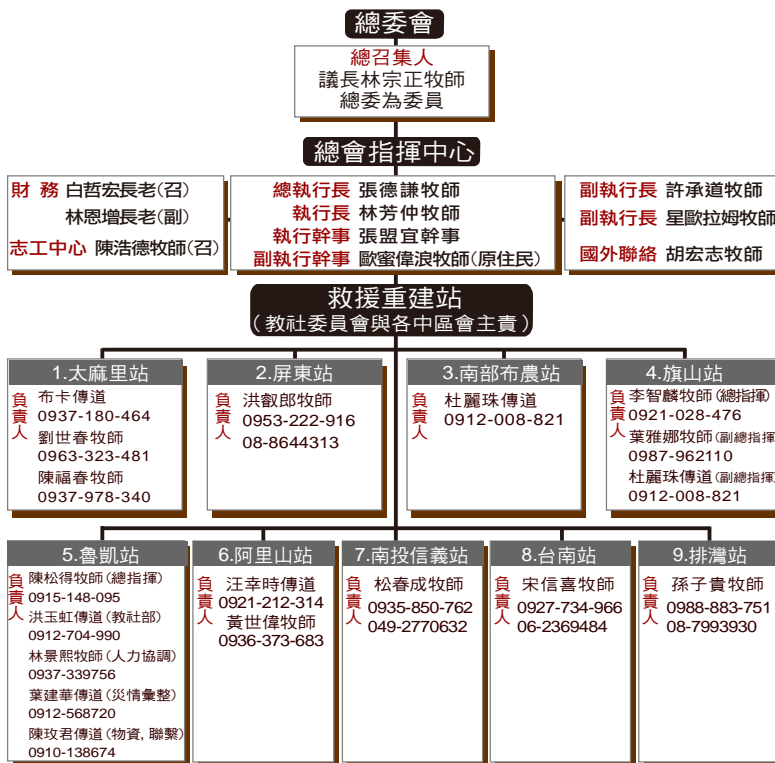 總委會
總召集人
議長林宗正牧師
總委為委員
總會指揮中心
財 務 白哲宏長老(召)
林恩增長老(副)
志工中心 陳浩德牧師(召)
總執行長 張德謙牧師
執行長 林芳仲牧師
執行幹事 張盟宜幹事
副執行幹事 歐蜜偉浪牧師(原住民)
副執行長 許承道牧師
副執行長 星歐拉姆牧師
國外聯絡 胡宏志牧師
救援重建站
(教社委員會與各中區會主責)
1.太麻里站
負責人
布卡傳道
0937-180-464
劉世春牧師
0963-323-481
陳福春牧師
0937-978-340
2.屏東站
負責人
洪叡郎牧師
0953-222-916
08-8644313
3.南部布農站
負責人
杜麗珠傳道
0912-008-821
4.旗山站
負責人
李智麟牧師(總指揮)
0921-028-476
葉雅娜牧師(副總指揮)
0987-962110
杜麗珠傳道(副總指揮)
0912-008-821
5.魯凱站
負責人
陳松得牧師(總指揮)
0915-148-095
洪玉虹傳道(教社部)
0912-704-990
林景熙牧師(人力協調)
0937-339756
葉建華傳道(災情彙整)
0912-568720
陳玫君傳道(物資,聯繫)
0910-138674
6.阿里山站
負責人
汪幸時傳道
0921-212-314
黃世偉牧師
0936-373-683
7.南投信義站
負責人
松春成牧師
0935-850-762
049-2770632
8.台南站
負責人
宋信喜牧師
0927-734-966
06-2369484
9.排灣站
負責人
孫子貴牧師
0988-883-751
08-7993930